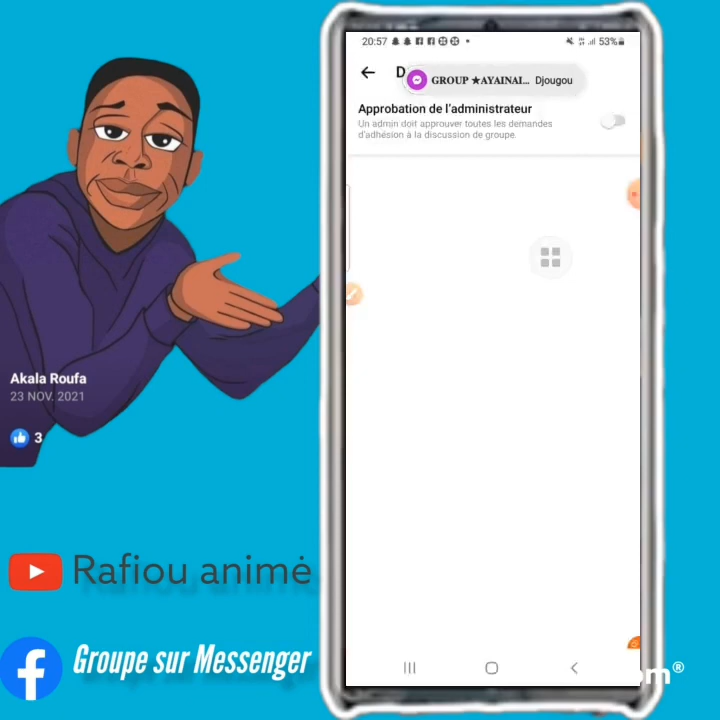 20:57
53%
GROUP ★AYAINAI... Djougou
Approbation de l'administrateur
Un admin doit approuver toutes les demandes
d'adhésion à la discussion de groupe.
Akala Roufa
23 NOV. 2021
3
Rafiou animė
Groupe sur Messenger